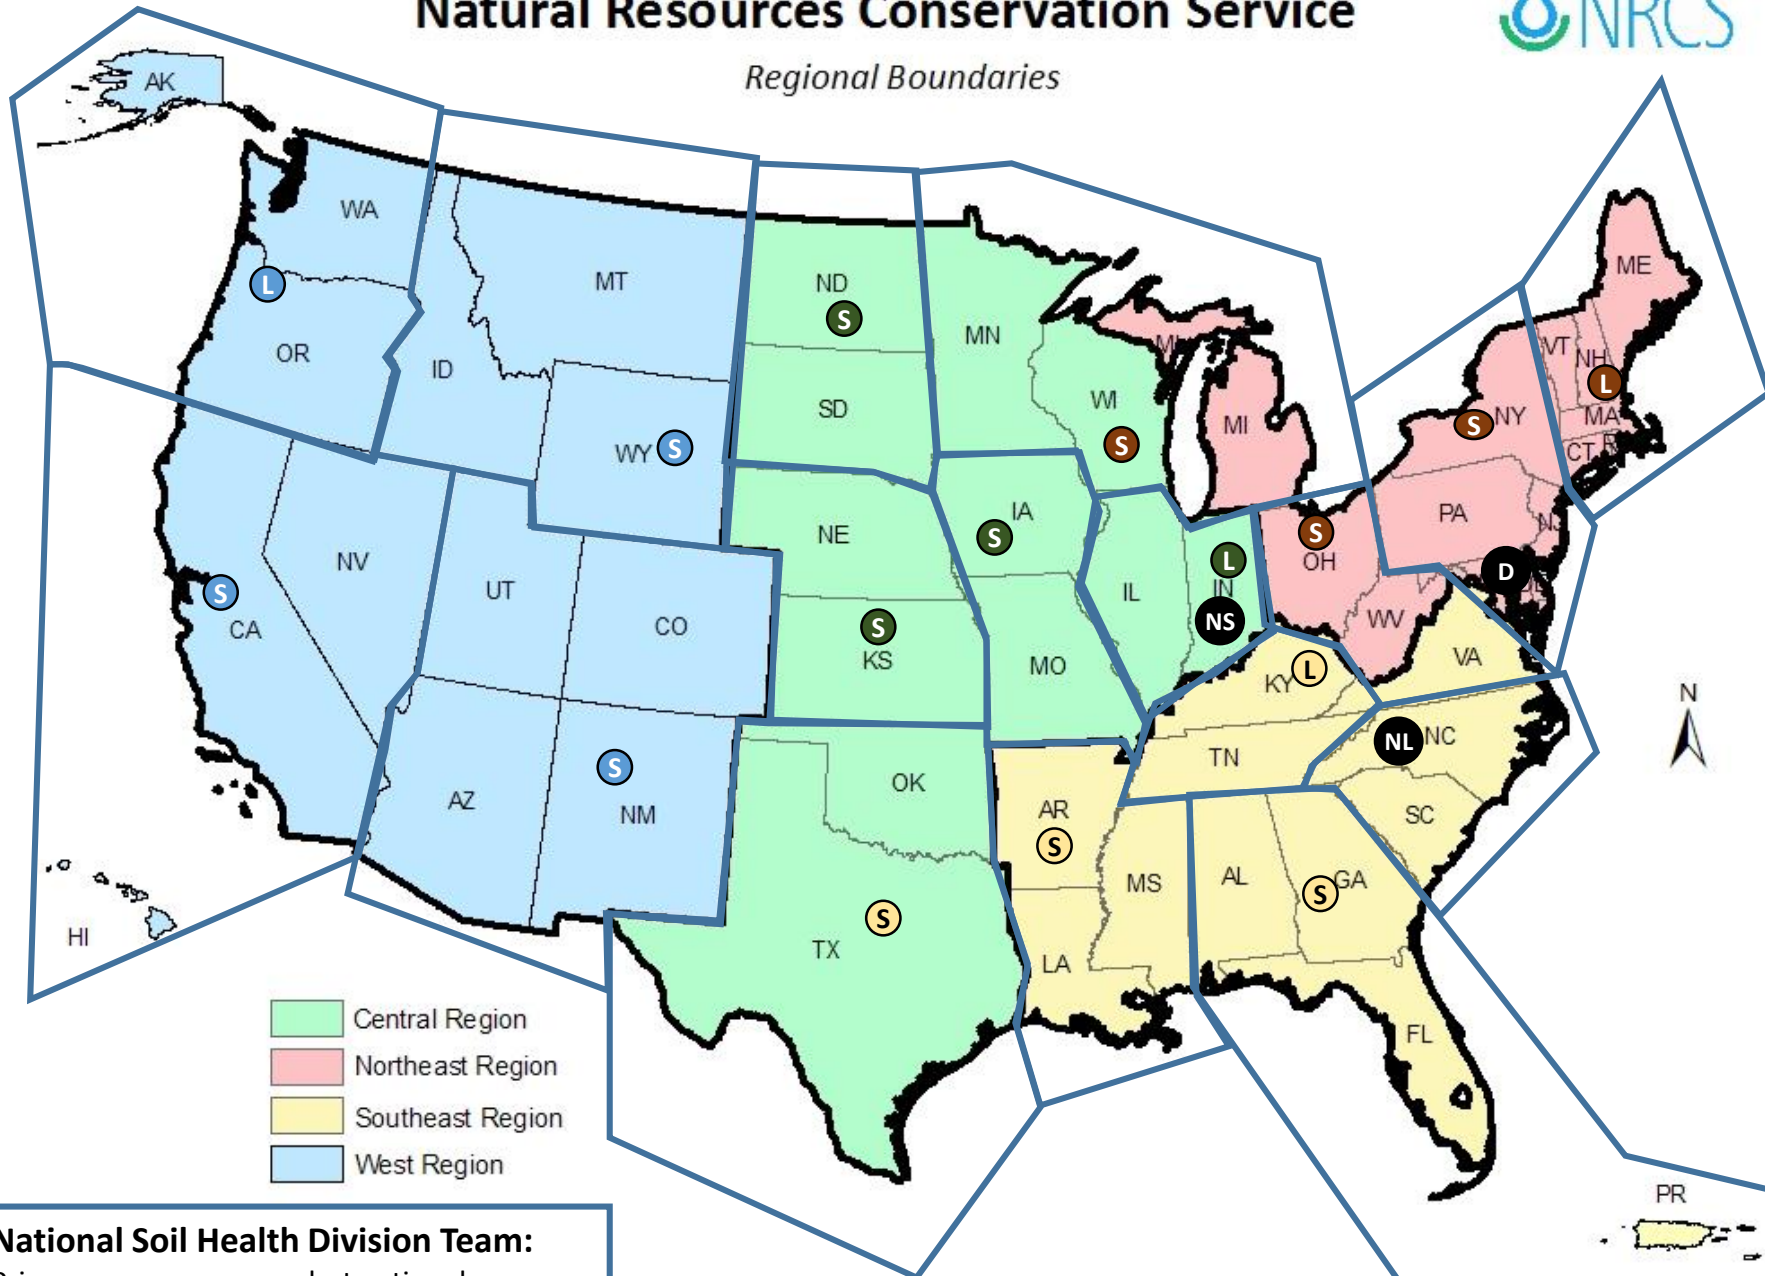 Natural Resources Conservation Service
NRCS
Regional Boundaries
AK
WA
L
OR
MT
ID
WY S
ND
S
SD
MN
WI
S
MI
MI
ME
VT
NH
L
MA
CT
NY
S
PA
NJ
D
NE
IA
S
IL
L
IN
NS
S
OH
WV
VA
S
CA
NV
UT
CO
S
KS
MO
KY L
N
TN
NL NC
SC
AZ
S
NM
OK
AR
S
MS
AL
S GA
LA
S
TX
HI
FL
PR
Central Region
Northeast Region
Southeast Region
West Region
National Soil Health Division Team: